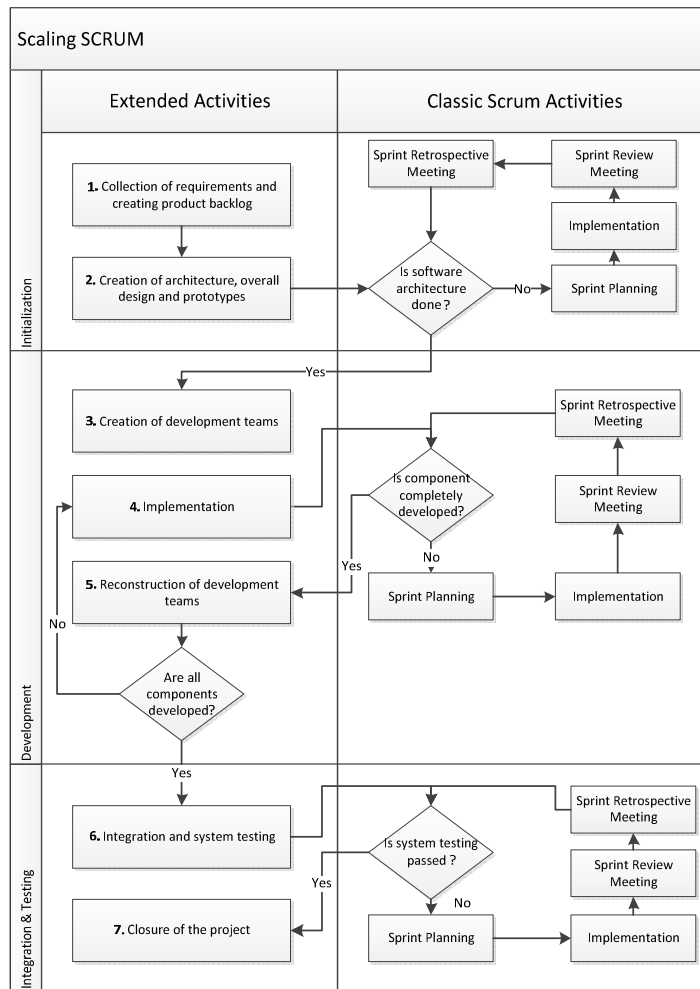 Scaling SCRUM
Extended Activities
Classic Scrum Activities
Initialization
1. Collection of requirements and
creating product backlog
2. Creation of architecture, overall
design and prototypes
Sprint Retrospective
Meeting
Sprint Review
Meeting
Implementation
Is software
architecture
done ?
No
Sprint Planning
Yes
Development
3. Creation of development teams
4. Implementation
5. Reconstruction of development
teams
No
Are all
components
developed?
Yes
Is component
completely
developed?
Yes
No
Sprint Planning
Sprint Retrospective
Meeting
Sprint Review
Meeting
Implementation
Integration & Testing
6. Integration and system testing
7. Closure of the project
Is system testing
passed ?
Yes
No
Sprint Planning
Sprint Retrospective
Meeting
Sprint Review
Meeting
Implementation